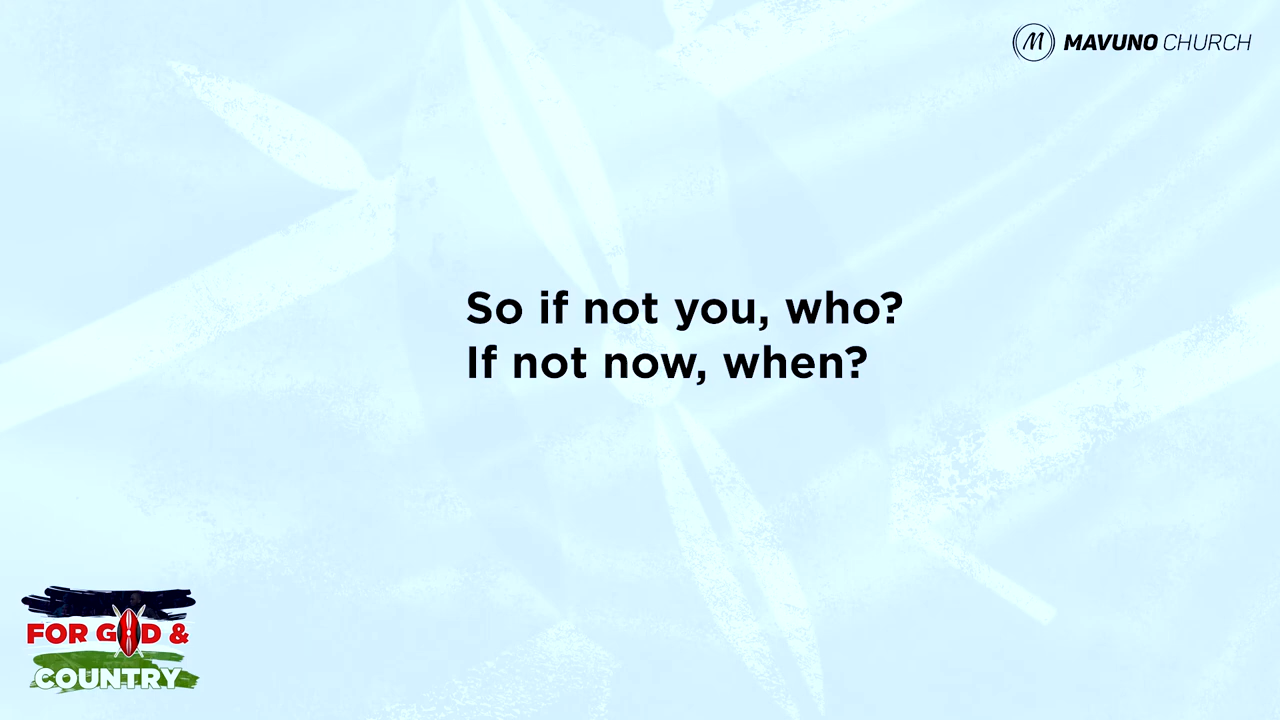 M MAVUNO CHURCH
So if not you, who?
If not now, when?
FOR GOD &
COUNTRY